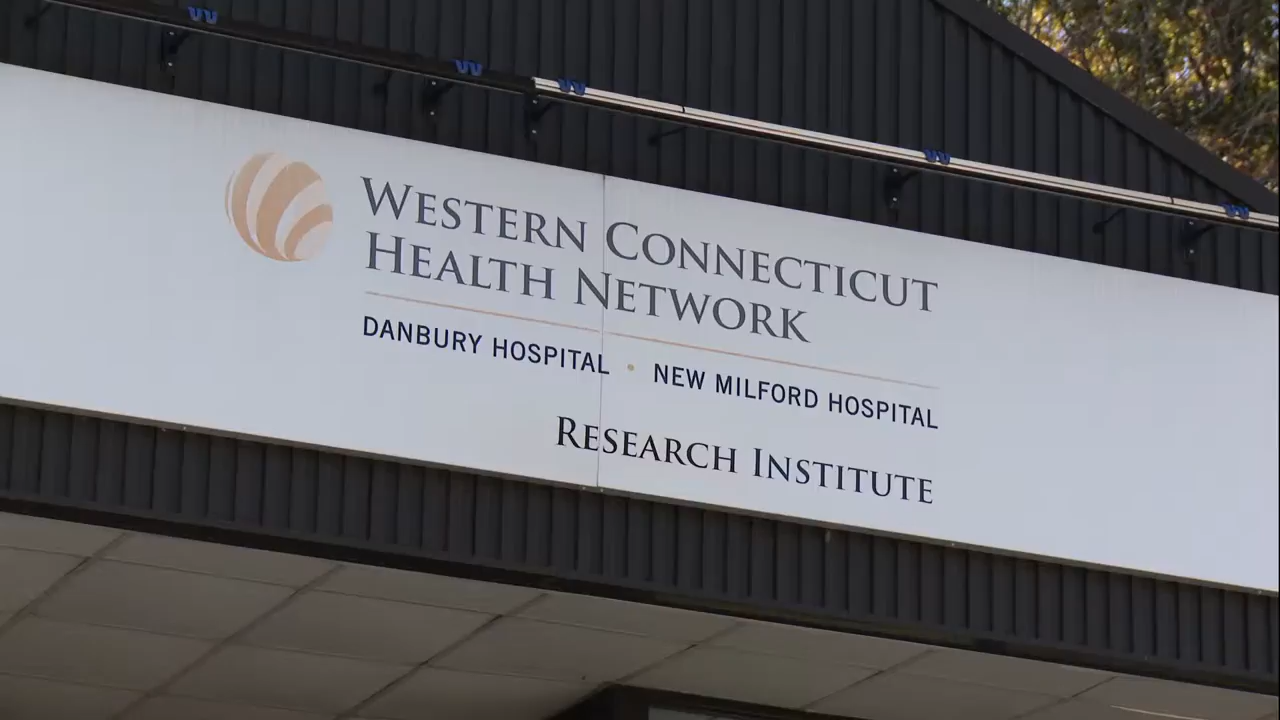 Western Connecticut
Health Network
DANBURY HOSPITAL • NEW MILFORD HOSPITAL
Research Institute